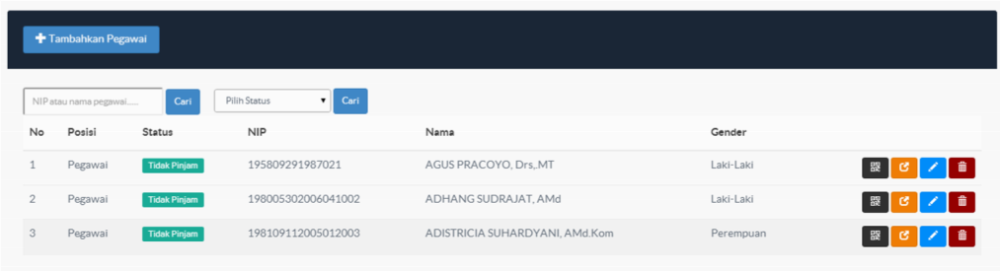 Tambahkan Pegawai
NIP atau nama pegawai..... Cari Pilih Status Cari
No Posisi Status NIP Nama Gender
1 Pegawai Tidak Pinjam 195809291987021 AGUS PRACOYO, Drs,.MT Laki-Laki
2 Pegawai Tidak Pinjam 198005302006041002 ADHANG SUDRAJAT, AMd Laki-Laki
3 Pegawai Tidak Pinjam 198109112005012003 ADISTRICIA SUHARDYANI, AMd.Kom Perempuan